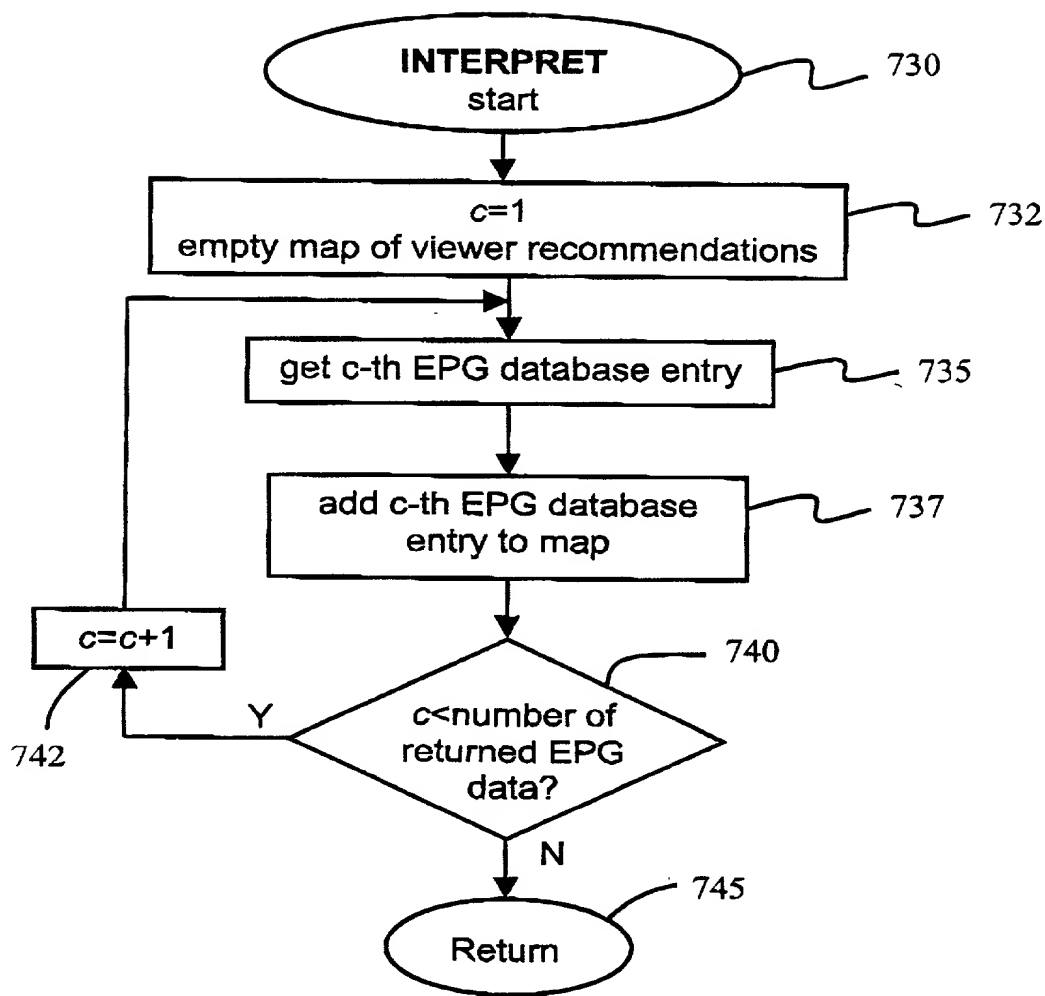 INTERPRET
start
730
c=1
empty map of viewer recommendations
732
get c-th EPG database entry
735
add c-th EPG database
entry to map
737
c=c+1
742
740
c<number of
returned EPG
data?
Y
N
745
Return